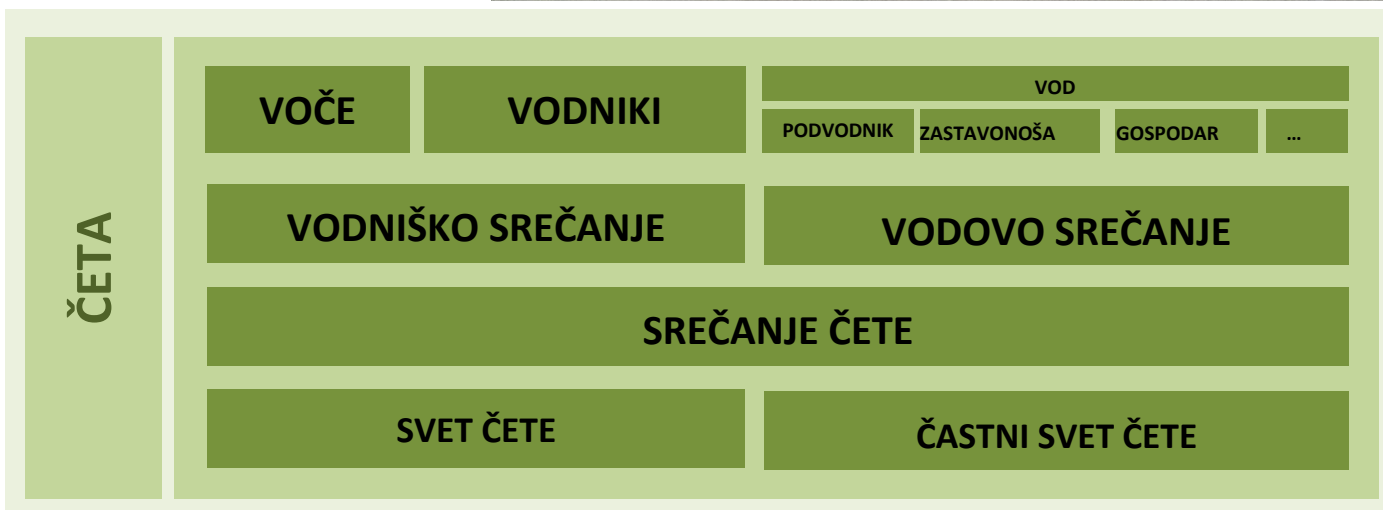 ČETA
VOČE
VODNIKI
VOD
PODVODNIK
ZASTAVONOŠA
GOSPODAR
...
VODNIŠKO SREČANJE
VODOVO SREČANJE
SREČANJE ČETE
SVET ČETE
ČASTNI SVET ČETE